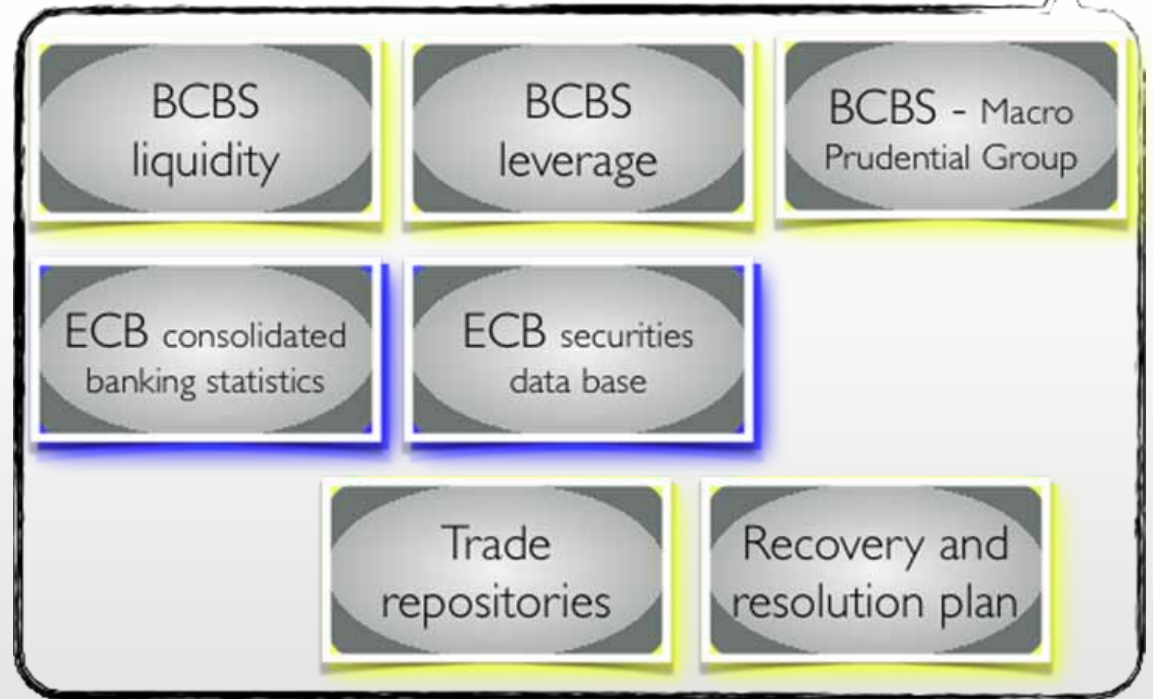 BCBS
liquidity
BCBS
leverage
BCBS - Macro
Prudential Group
ECB consolidated
banking statistics
ECB securities
data base
Trade
repositories
Recovery and
resolution plan